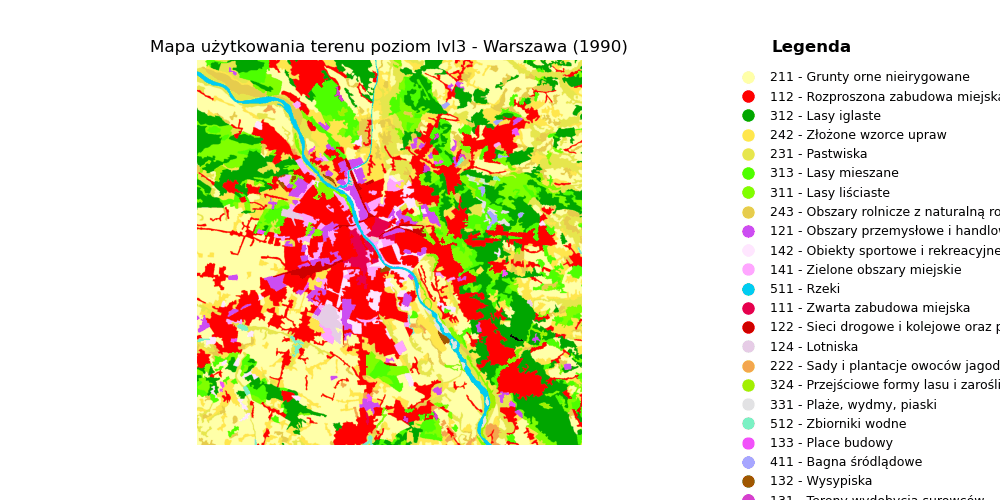 Mapa użytkowania terenu poziom lvl3 - Warszawa (1990)
Legenda
211 - Grunty orne nieirygowane
112 - Rozproszona zabudowa miejska
312 - Lasy iglaste
242 - Złożone wzorce upraw
231 - Pastwiska
313 - Lasy mieszane
311 - Lasy liściaste
243 - Obszary rolnicze z naturalną ro
121 - Obszary przemysłowe i handlow
142 - Obiekty sportowe i rekreacyjne
141 - Zielone obszary miejskie
511 - Rzeki
111 - Zwarta zabudowa miejska
122 - Sieci drogowe i kolejowe oraz p
124 - Lotniska
222 - Sady i plantacje owoców jagod
324 - Przejściowe formy lasu i zarośli
331 - Plaże, wydmy, piaski
512 - Zbiorniki wodne
133 - Place budowy
411 - Bagna śródlądowe
132 - Wysypiska
131 - Tereny wydobycia surowców